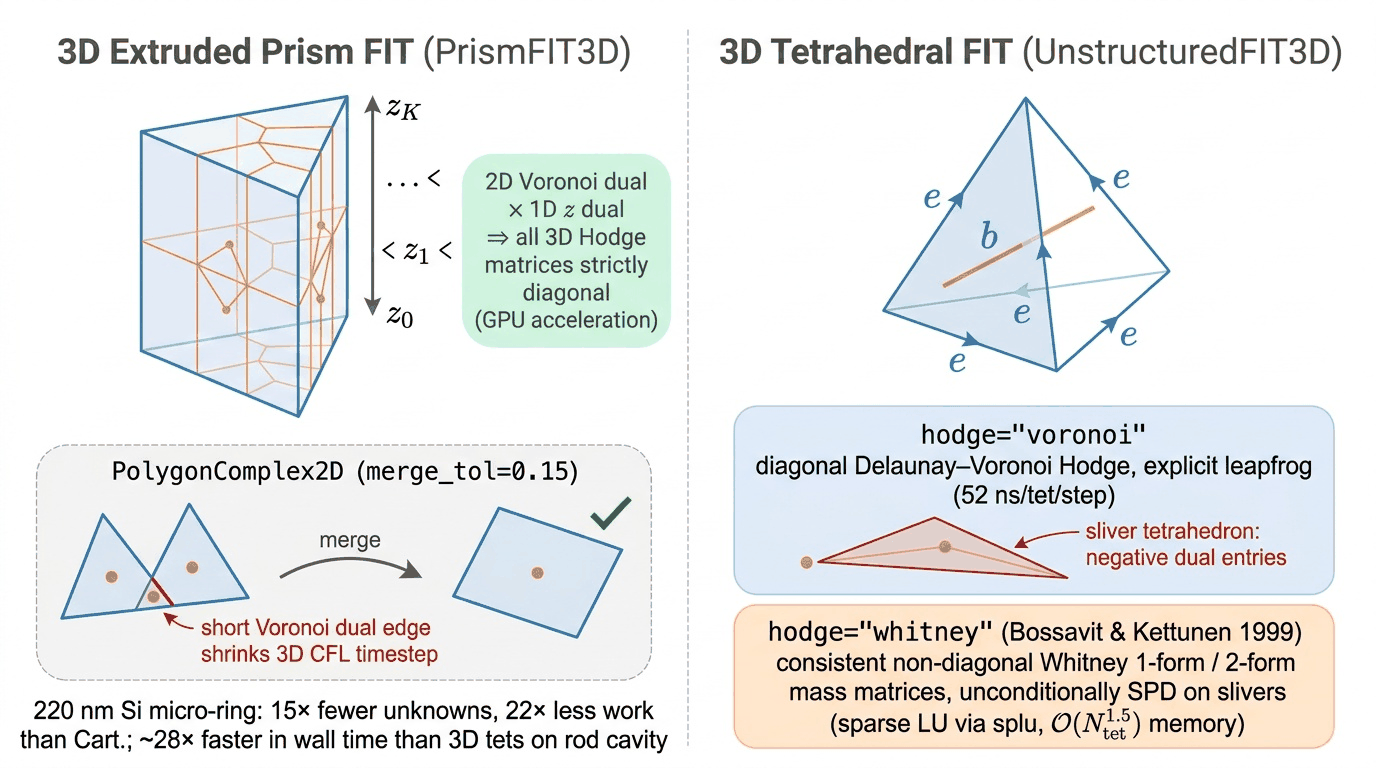 3D Extruded Prism FIT (PrismFIT3D)
z_K
... <
< z_1 <
z_0
2D Voronoi dual
× 1D z dual
⇒ all 3D Hodge
matrices strictly
diagonal
(GPU acceleration)
PolygonComplex2D (merge_tol=0.15)
merge
short Voronoi dual edge
shrinks 3D CFL timestep
220 nm Si micro-ring: 15× fewer unknowns, 22× less work
than Cart.; ~28× faster in wall time than 3D tets on rod cavity
3D Tetrahedral FIT (UnstructuredFIT3D)
e
e
b
e
e
e
hodge="voronoi"
diagonal Delaunay–Voronoi Hodge, explicit leapfrog
(52 ns/tet/step)
sliver tetrahedron:
negative dual entries
hodge="whitney" (Bossavit & Kettunen 1999)
consistent non-diagonal Whitney 1-form / 2-form
mass matrices, unconditionally SPD on slivers
(sparse LU via splu, O(N_tet^1.5) memory)